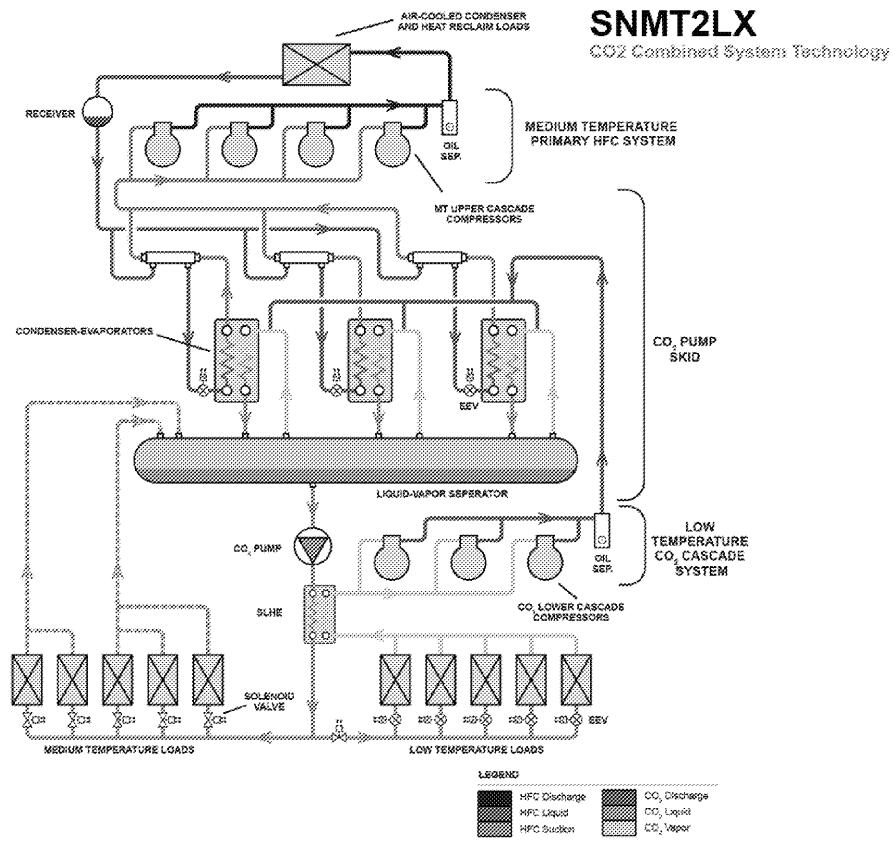 SNMT2LX
CO2 Combined System Technology
AIR-COOLED CONDENSER
AND HEAT RECLAIM LOADS
RECEIVER
OIL
SEP.
MEDIUM TEMPERATURE
PRIMARY HFC SYSTEM
MT UPPER CASCADE
COMPRESSORS
CONDENSER-EVAPORATORS
EEV
CO₂ PUMP
SKID
LIQUID-VAPOR SEPERATOR
CO₂ PUMP
OIL
SEP.
LOW
TEMPERATURE
CO₂ CASCADE
SYSTEM
SLHE
CO₂ LOWER CASCADE
COMPRESSORS
SOLENOID
VALVE
EEV
MEDIUM TEMPERATURE LOADS
LOW TEMPERATURE LOADS
LEGEND
HFC Discharge
HFC Liquid
HFC Suction
CO₂ Discharge
CO₂ Liquid
CO₂ Vapor